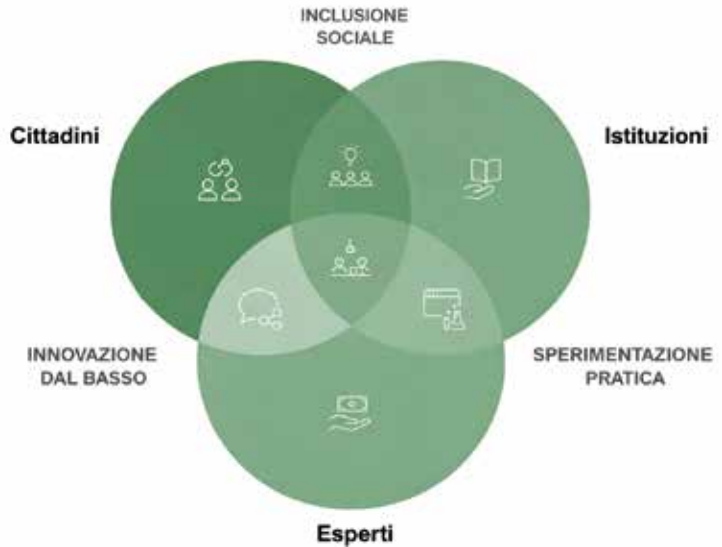 INCLUSIONE
SOCIALE
Cittadini
Istituzioni
INNOVAZIONE
DAL BASSO
SPERIMENTAZIONE
PRATICA
Esperti